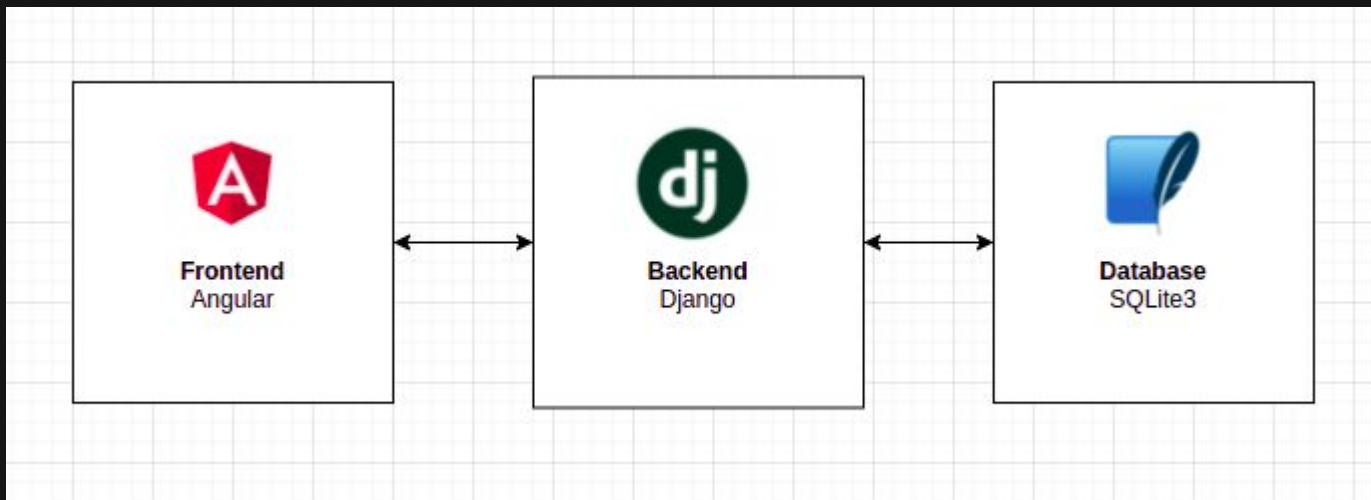 Frontend
Angular
Backend
Django
Database
SQLite3